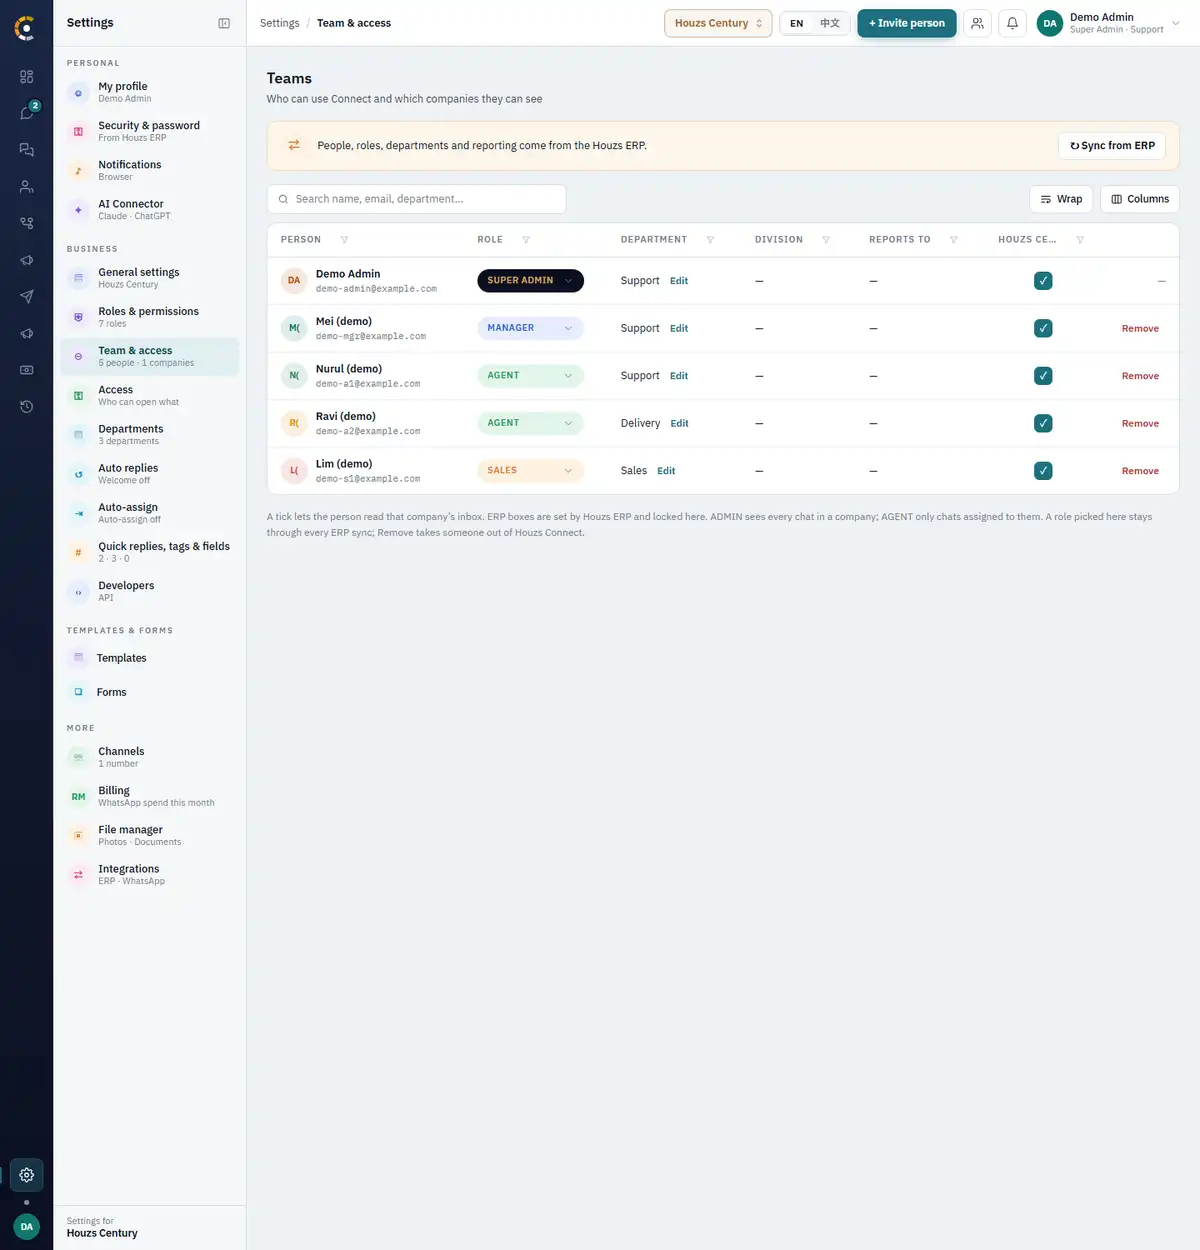 Settings
PERSONAL
My profile
Demo Admin
Security & password
From Houzs ERP
Notifications
Browser
AI Connector
Claude · ChatGPT
BUSINESS
General settings
Houzs Century
Roles & permissions
7 roles
Team & access
5 people · 1 companies
Access
Who can open what
Departments
3 departments
Auto replies
Welcome off
Auto-assign
Auto-assign off
Quick replies, tags & fields
2 · 3 · 0
Developers
API
TEMPLATES & FORMS
Templates
Forms
MORE
Channels
1 number
RM
Billing
WhatsApp spend this month
File manager
Photos · Documents
Integrations
ERP · WhatsApp
Settings for
Houzs Century
2
DA
Settings / Team & access
Houzs Century
EN 中文
+ Invite person
DA
Demo Admin
Super Admin · Support
Teams
Who can use Connect and which companies they can see
People, roles, departments and reporting come from the Houzs ERP.
↻ Sync from ERP
Search name, email, department...
Wrap
Columns
PERSON ROLE DEPARTMENT DIVISION REPORTS TO HOUZS CE...
DA Demo Admin SUPER ADMIN Support Edit — — ✓ —
demo-admin@example.com
M( Mei (demo) MANAGER Support Edit — — ✓ Remove
demo-mgr@example.com
N( Nurul (demo) AGENT Support Edit — — ✓ Remove
demo-a1@example.com
R( Ravi (demo) AGENT Delivery Edit — — ✓ Remove
demo-a2@example.com
L( Lim (demo) SALES Sales Edit — — ✓ Remove
demo-s1@example.com
A tick lets the person read that company's inbox. ERP boxes are set by Houzs ERP and locked here. ADMIN sees every chat in a company; AGENT only chats assigned to them. A role picked here stays
through every ERP sync; Remove takes someone out of Houzs Connect.